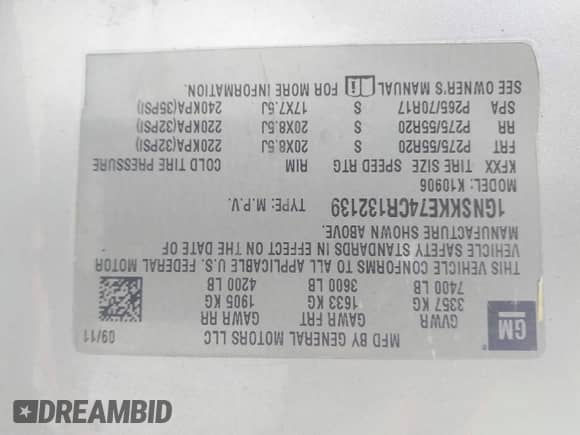 GM
MFD BY GENERAL MOTORS LLC 09/11
GVWR GAWR FRT GAWR RR
3357 KG 1633 KG 1905 KG
7400 LB 3600 LB 4200 LB
THIS VEHICLE CONFORMS TO ALL APPLICABLE U.S. FEDERAL MOTOR
VEHICLE SAFETY STANDARDS IN EFFECT ON THE DATE OF
MANUFACTURE SHOWN ABOVE.
1GNSKKE74CR132139 TYPE: M.P.V.
MODEL: K10906
KFXX TIRE SIZE SPEED RTG RIM COLD TIRE PRESSURE
FRT P275/55R20 S 20X8.5J 220KPA(32PSI)
RR P275/55R20 S 20X8.5J 220KPA(32PSI)
SPA P265/70R17 S 17X7.5J 240KPA(35PSI)
SEE OWNER'S MANUAL FOR MORE INFORMATION.
DREAMBID